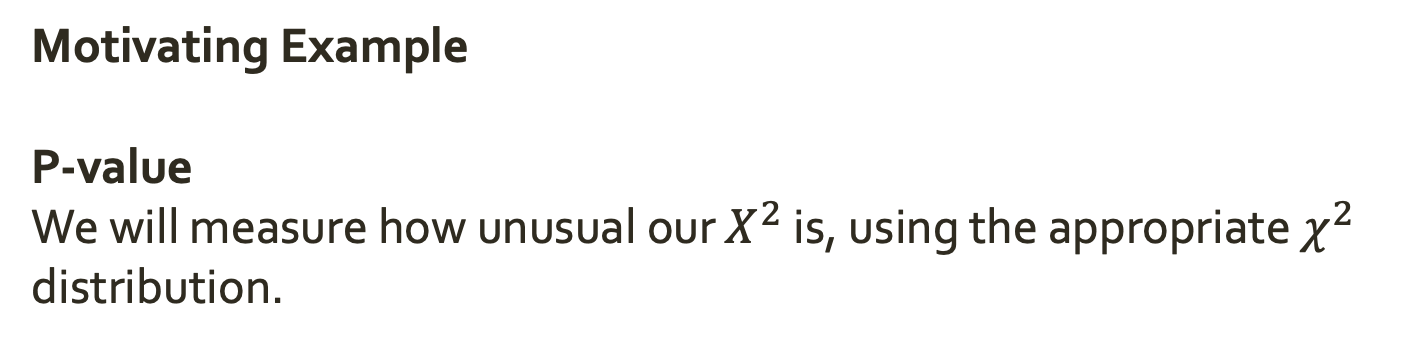 Motivating Example
P-value
We will measure how unusual our X² is, using the appropriate χ²
distribution.